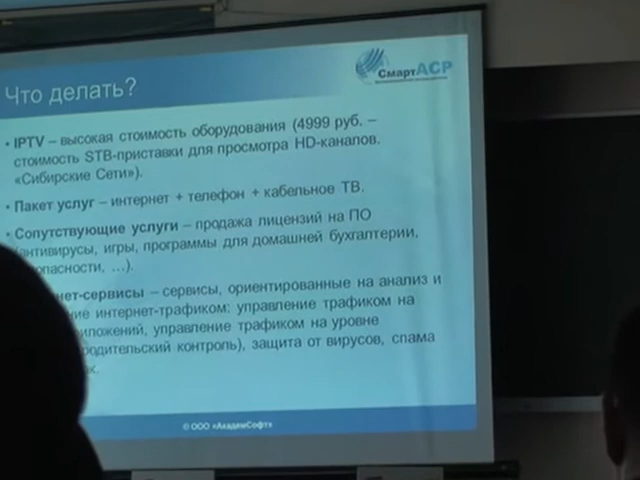 СмартАСР
Что делать?
• IPTV – высокая стоимость оборудования (4999 руб. –
стоимость STB-приставки для просмотра HD-каналов.
«Сибирские Сети»).
• Пакет услуг – интернет + телефон + кабельное ТВ.
• Сопутствующие услуги – продажа лицензий на ПО
(антивирусы, игры, программы для домашней бухгалтерии,
опасности, ...).
нет-сервисы – сервисы, ориентированные на анализ и
ие интернет-трафиком: управление трафиком на
иложений, управление трафиком на уровне
родительский контроль), защита от вирусов, спама
к.
© ООО «АкадемСофт»